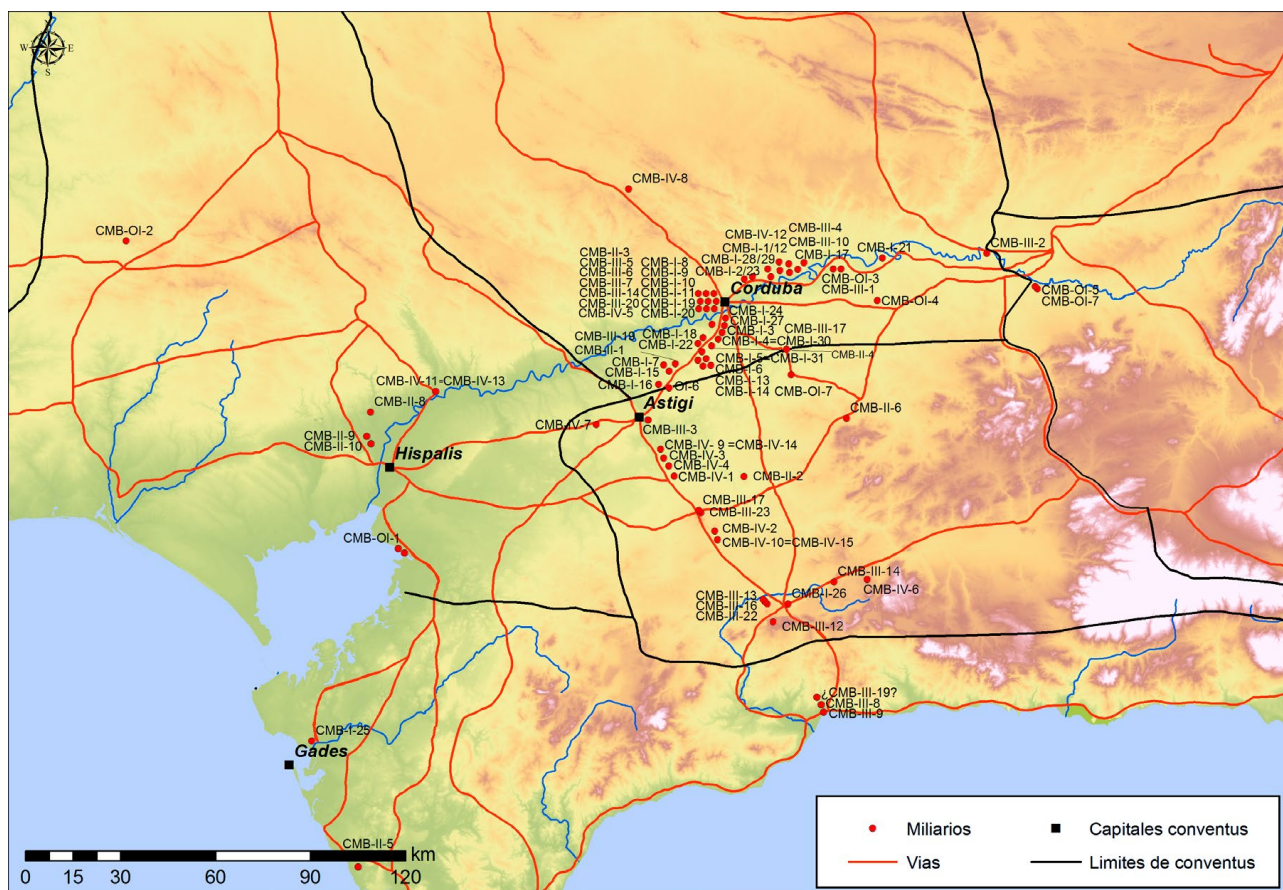 N
W
E
S
CMB-IV-8
CMB-OI-2
CMB-IV-12
CMB-III-4
CMB-I-1/12
CMB-III-10
CMB-I-28/29
CMB-I-17
CMB-I-2/23
CMB-I-21
CMB-III-2
CMB-II-3
CMB-III-5
CMB-I-8
CMB-III-6
CMB-I-9
CMB-III-7
CMB-I-10
CMB-III-14
CMB-I-11
CMB-III-20
CMB-I-19
CMB-IV-5
CMB-I-20
Corduba
CMB-OI-3
CMB-III-1
CMB-OI-4
CMB-OI-5
CMB-OI-7
CMB-I-24
CMB-I-27
CMB-I-3
CMB-III-17
CMB-I-4=CMB-I-30
CMB-III-19
CMB-I-18
CMB-III-1
CMB-I-22
CMB-II-4
CMB-I-7
CMB-I-5=CMB-I-31
CMB-I-15
CMB-I-6
CMB-I-16
OI-6
CMB-I-13
CMB-I-14
CMB-OI-7
CMB-IV-11=CMB-IV-13
CMB-II-8
Astigi
CMB-II-6
CMB-IV-7
CMB-III-3
CMB-II-9
CMB-II-10
Hispalis
CMB-IV- 9 =CMB-IV-14
CMB-IV-3
CMB-IV-4
CMB-IV-1
CMB-II-2
CMB-III-17
CMB-III-23
CMB-IV-2
CMB-IV-10=CMB-IV-15
CMB-OI-1
CMB-III-14
CMB-IV-6
CMB-III-13
CMB-III-16
CMB-III-22
CMB-I-26
CMB-III-12
¿CMB-III-19?
CMB-III-8
CMB-III-9
CMB-I-25
Gades
CMB-II-5
km
0 15 30 60 90 120
Miliarios
Capitales conventus
Vias
Limites de conventus